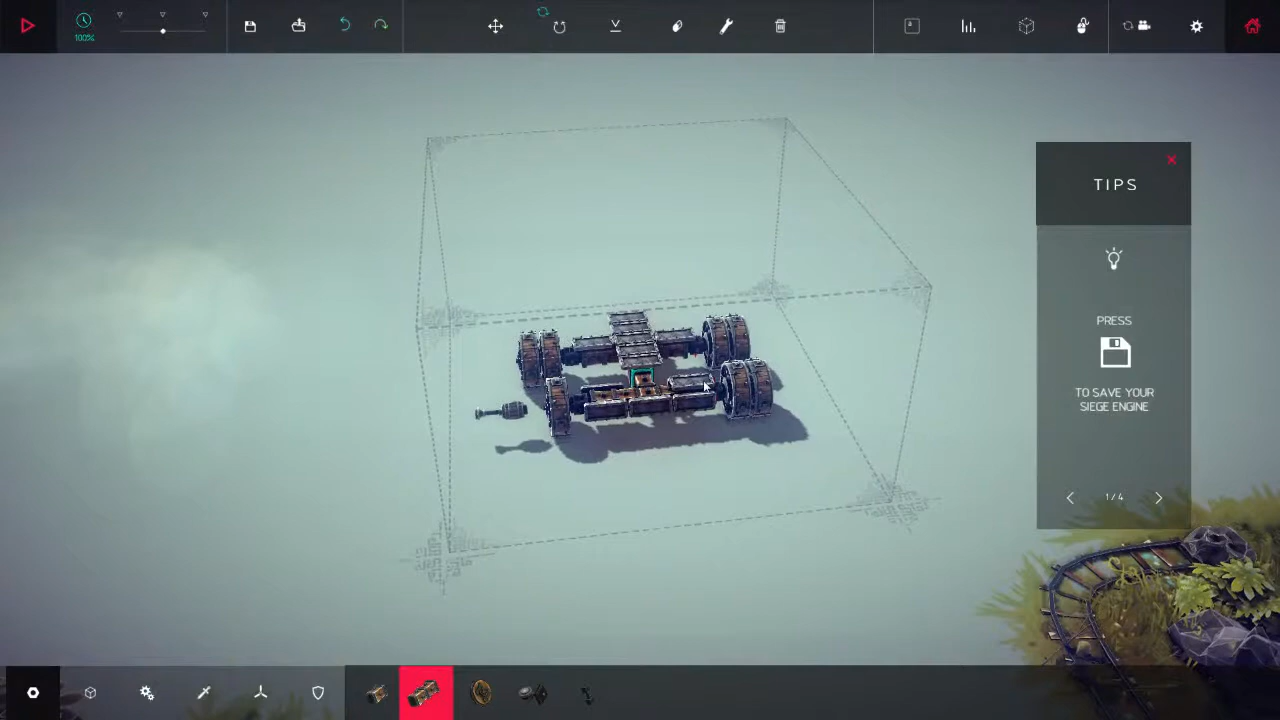 100%
TIPS
PRESS
TO SAVE YOUR
SIEGE ENGINE
1/4